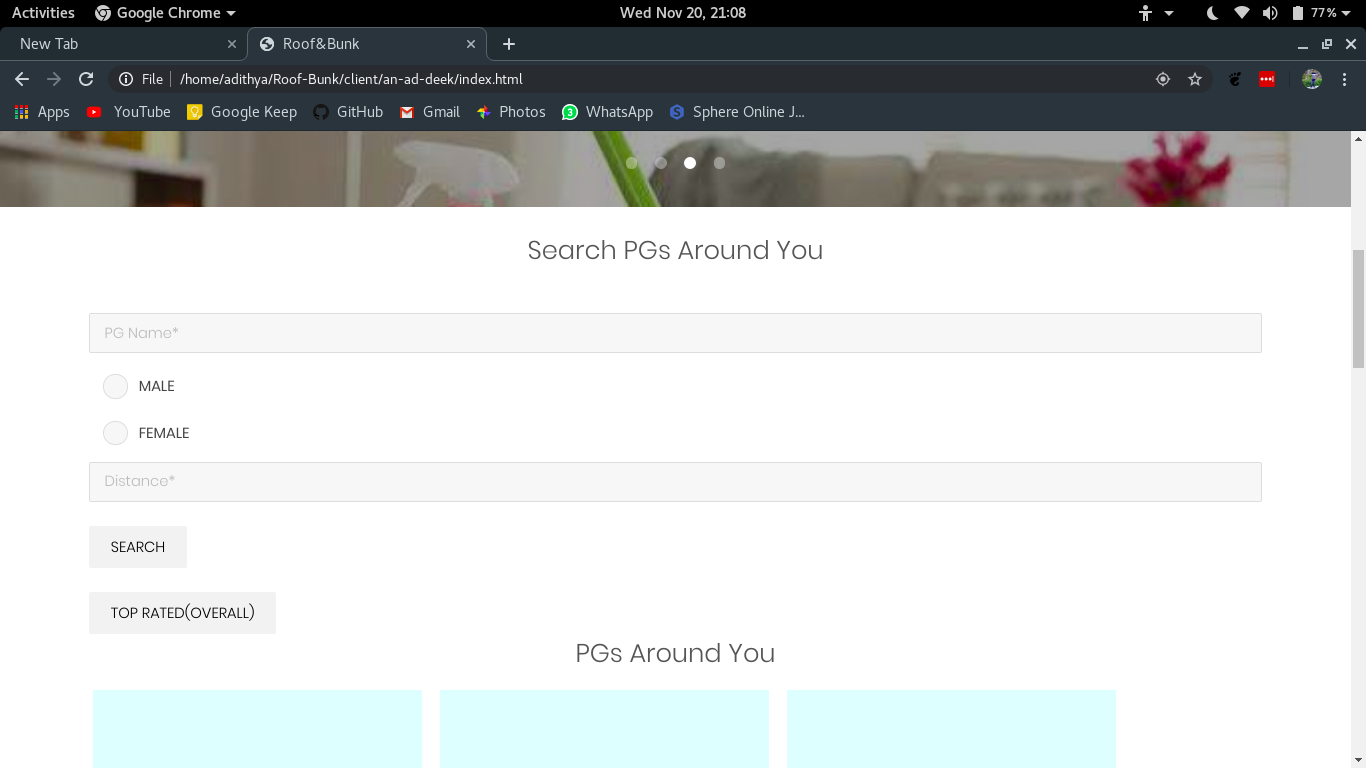 Activities Google Chrome Wed Nov 20, 21:08 77%
New Tab Roof&Bunk
File /home/adithya/Roof-Bunk/client/an-ad-deek/index.html
Apps YouTube Google Keep GitHub Gmail Photos 3 WhatsApp Sphere Online J...
Search PGs Around You
PG Name*
MALE
FEMALE
Distance*
SEARCH
TOP RATED(OVERALL)
PGs Around You